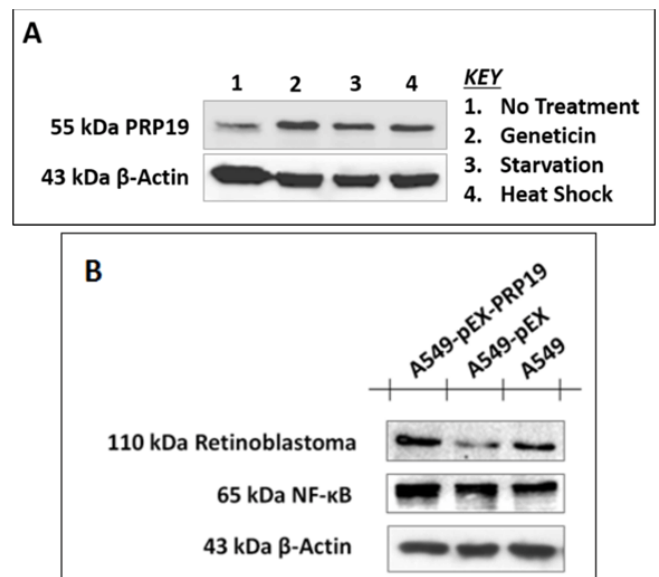 A
1 2 3 4
KEY
1. No Treatment
2. Geneticin
3. Starvation
4. Heat Shock
55 kDa PRP19
43 kDa β-Actin
B
A549-pEX-PRP19
A549-pEX
A549
110 kDa Retinoblastoma
65 kDa NF-κB
43 kDa β-Actin